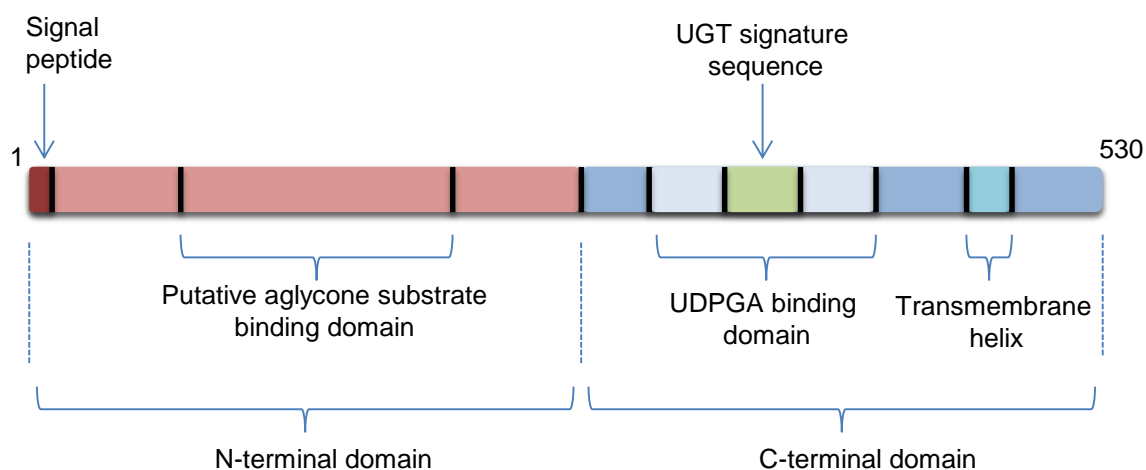 Signal
peptide
UGT signature
sequence
1
530
Putative aglycone substrate
binding domain
UDPGA binding
domain
Transmembrane
helix
N-terminal domain
C-terminal domain